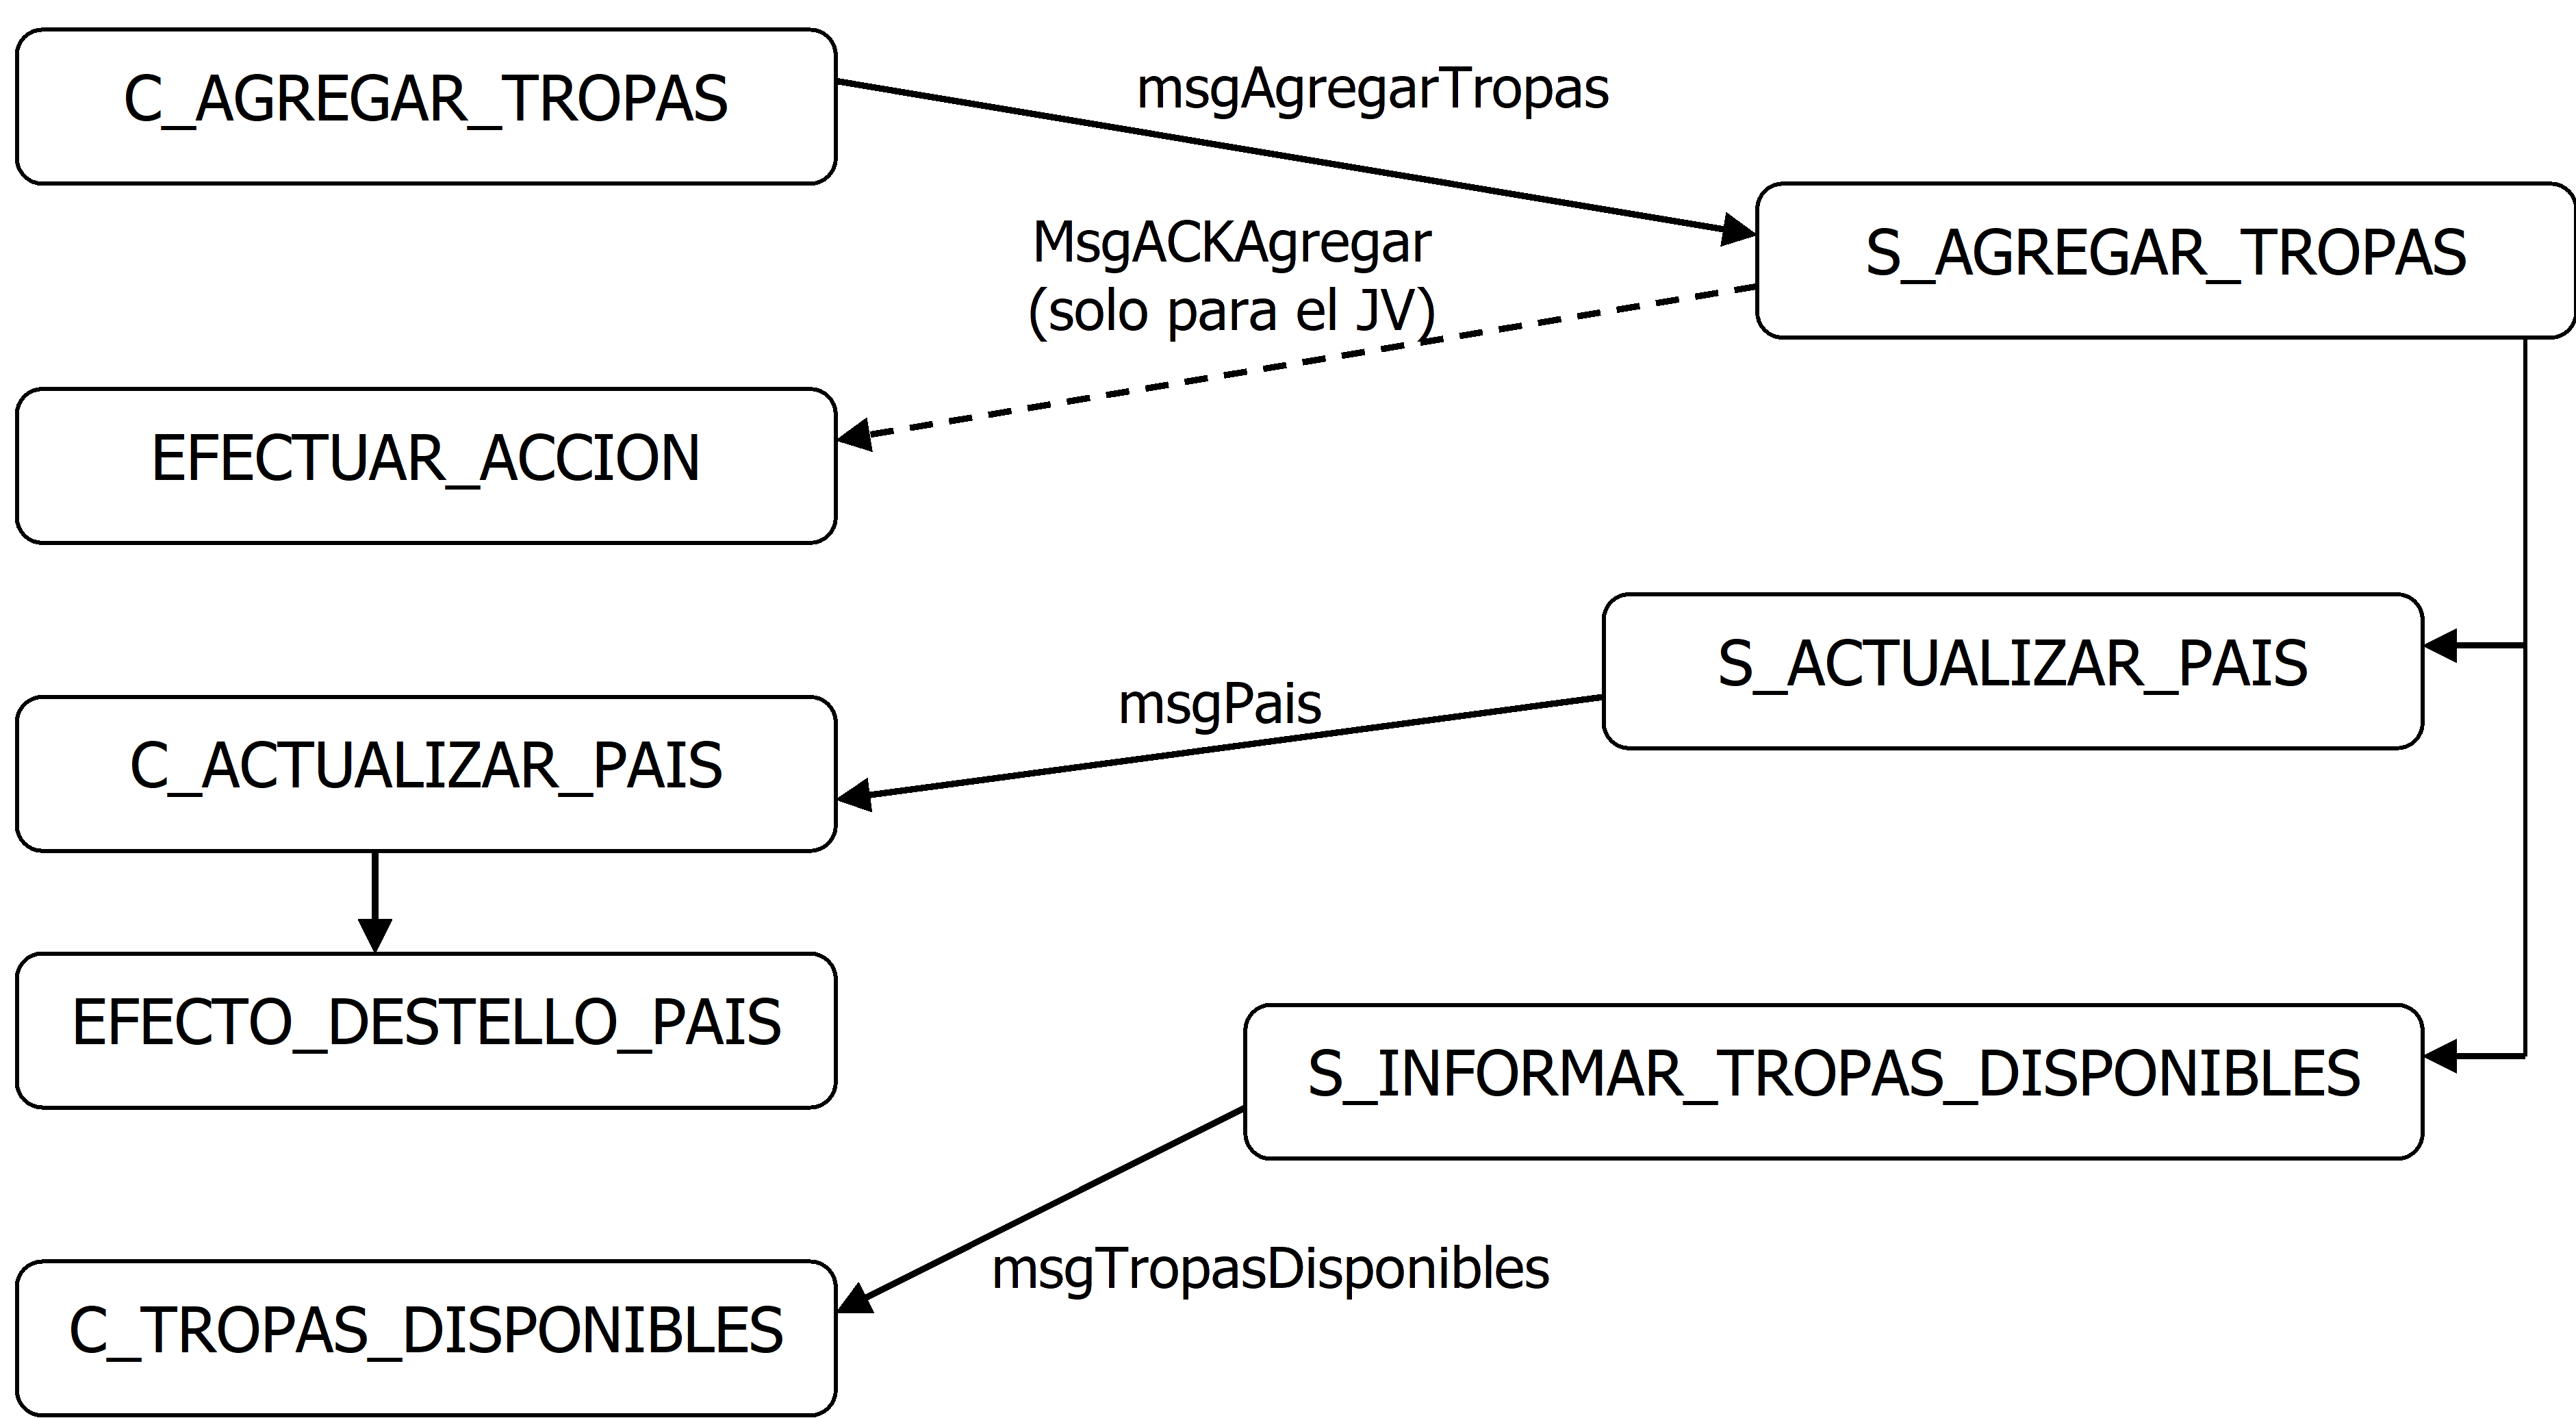 C_AGREGAR_TROPAS
msgAgregarTropas
S_AGREGAR_TROPAS
MsgACKAgregar
(solo para el JV)
EFECTUAR_ACCION
S_ACTUALIZAR_PAIS
msgPais
C_ACTUALIZAR_PAIS
EFECTO_DESTELLO_PAIS
S_INFORMAR_TROPAS_DISPONIBLES
msgTropasDisponibles
C_TROPAS_DISPONIBLES